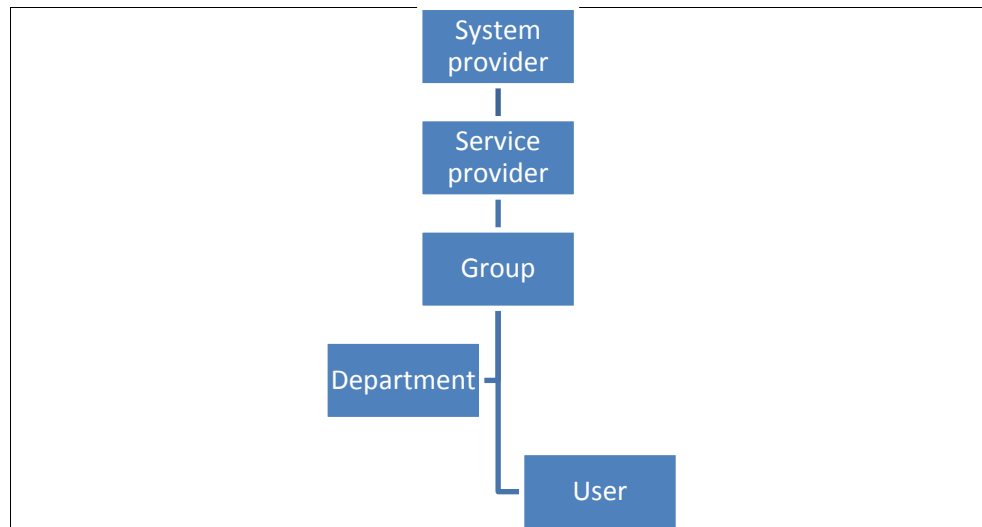 System
provider
Service
provider
Group
Department
User